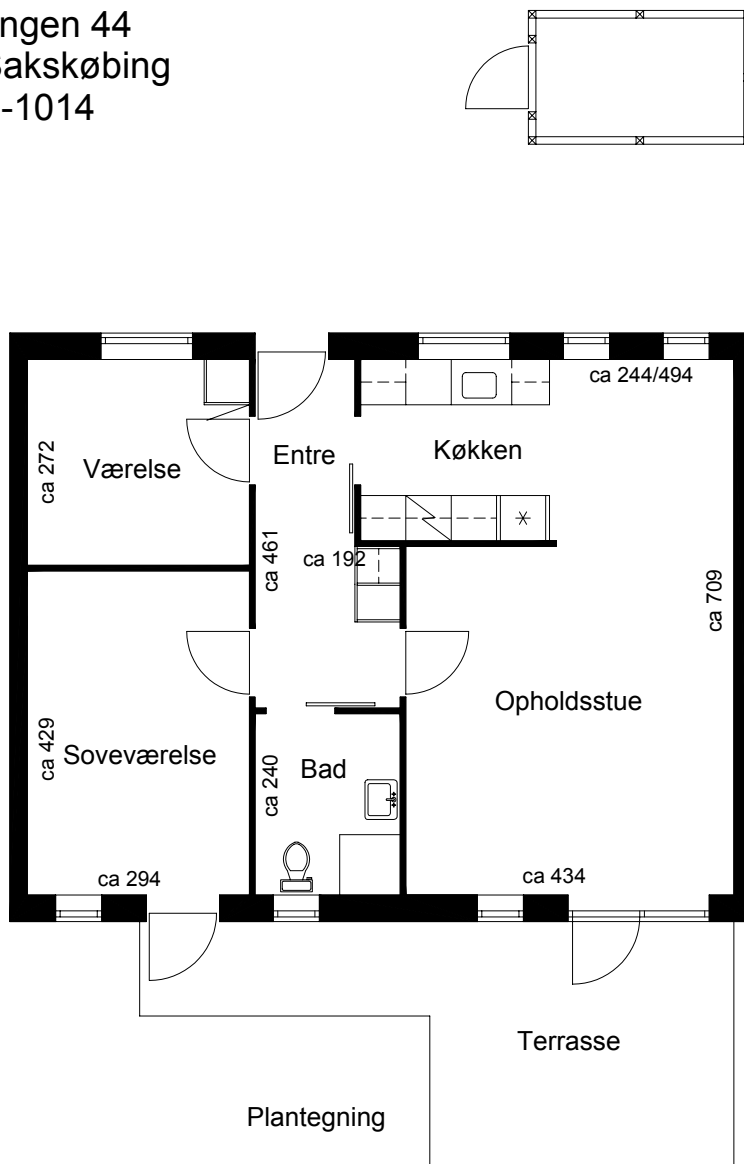 ngen 44
akskøbing
-1014
ca 244/494
Værelse
Entre
Køkken
ca 272
ca 461
ca 192
ca 709
Opholdsstue
ca 429
Soveværelse
Bad
ca 240
ca 294
ca 434
Terrasse
Plantegning